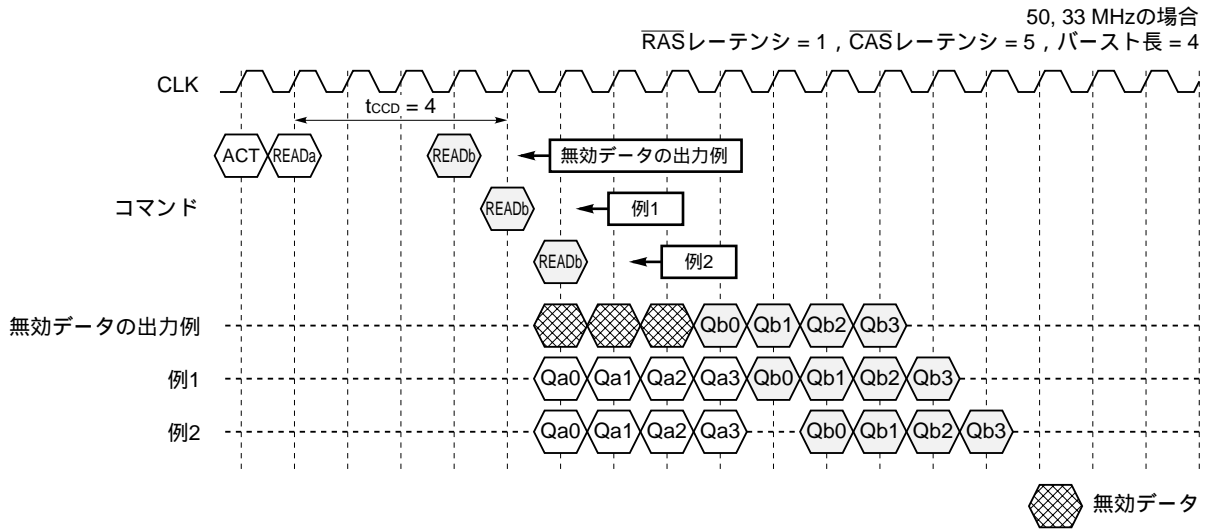 50, 33 MHzの場合
RASレーテンシ = 1 , CASレーテンシ = 5 , バースト長 = 4
CLK
tCCD = 4
ACT READa READb 無効データの出力例
コマンド READb 例1
READb 例2
無効データの出力例 Qb0 Qb1 Qb2 Qb3
例1 Qa0 Qa1 Qa2 Qa3 Qb0 Qb1 Qb2 Qb3
例2 Qa0 Qa1 Qa2 Qa3 Qb0 Qb1 Qb2 Qb3
無効データ